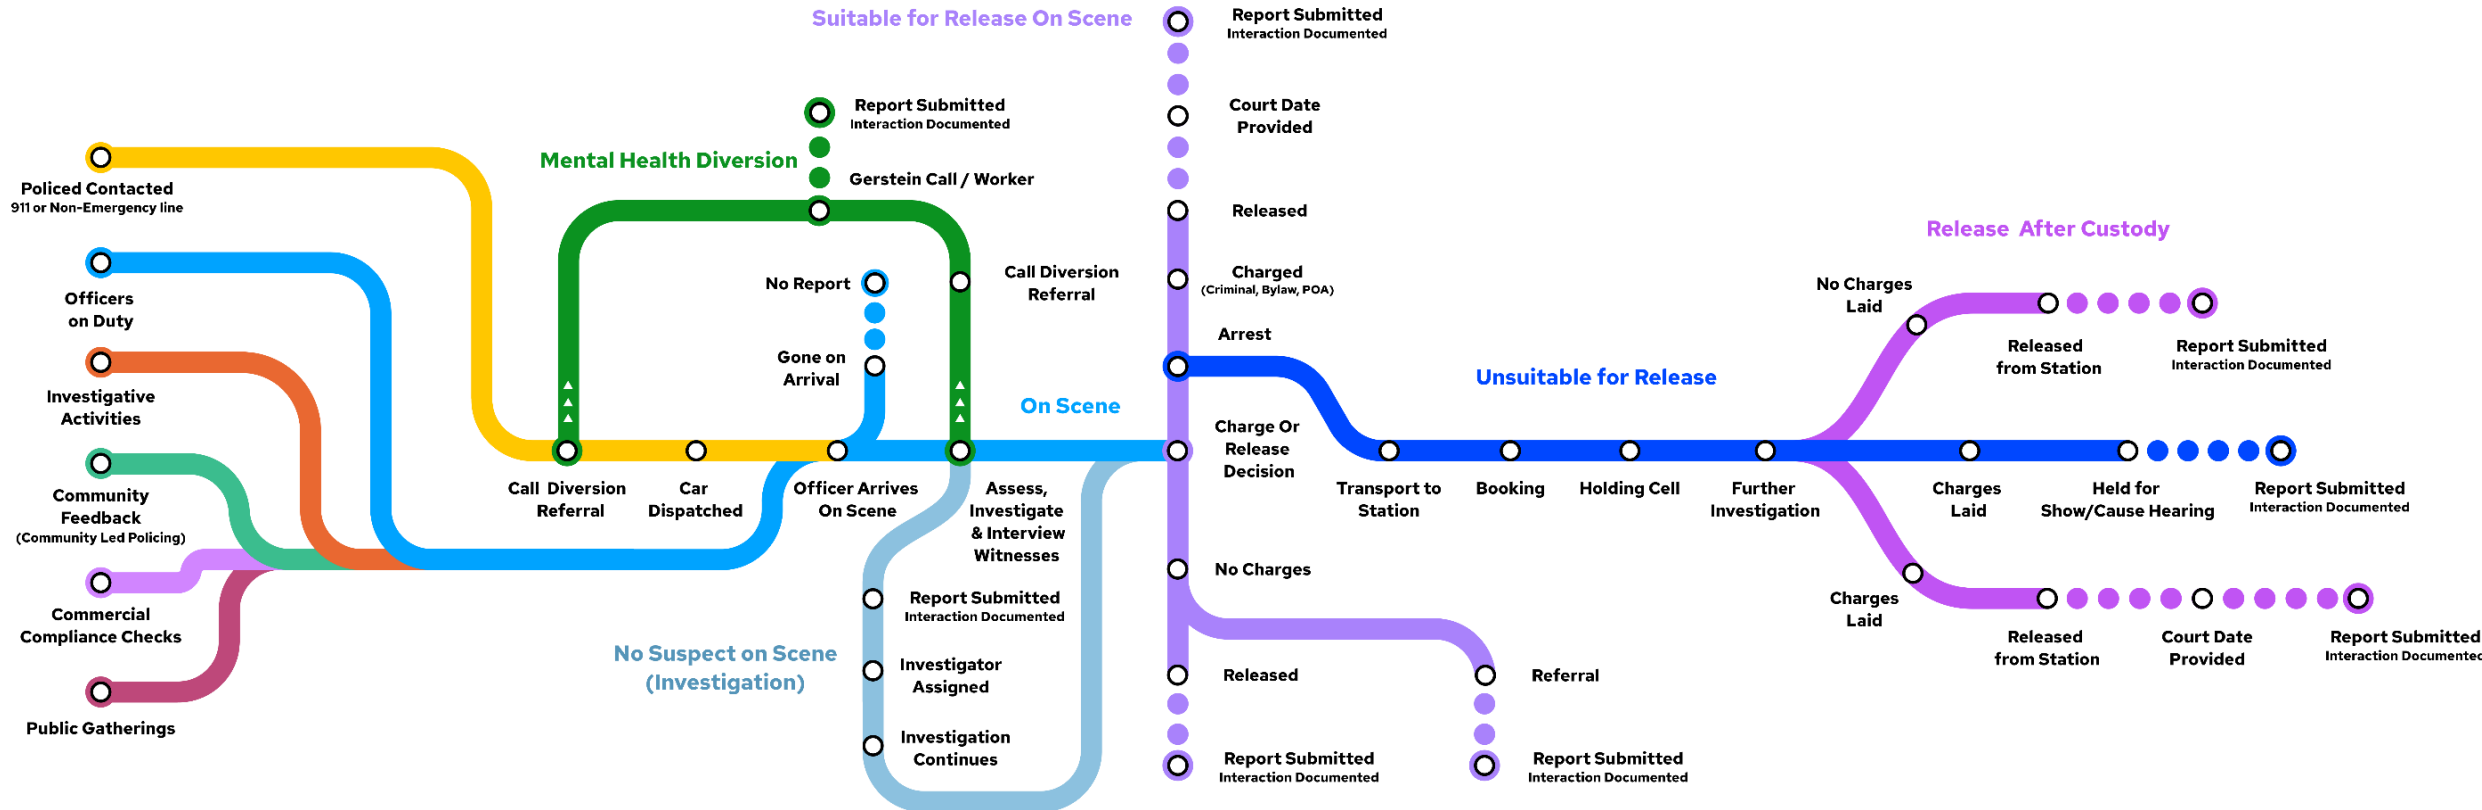 Suitable for Release On Scene
Report Submitted
Interaction Documented
Court Date
Provided
Released
Charged
(Criminal, Bylaw, POA)
Arrest
Charge Or
Release
Decision
No Charges
Released
Report Submitted
Interaction Documented
Referral
Report Submitted
Interaction Documented
Policed Contacted
911 or Non-Emergency line
Officers
on Duty
Investigative
Activities
Community
Feedback
(Community Led Policing)
Commercial
Compliance Checks
Public Gatherings
Mental Health Diversion
Report Submitted
Interaction Documented
Gerstein Call / Worker
Call Diversion
Referral
No Report
Gone on
Arrival
On Scene
Call Diversion
Referral
Car
Dispatched
Officer Arrives
On Scene
Assess,
Investigate
& Interview
Witnesses
No Suspect on Scene
(Investigation)
Report Submitted
Interaction Documented
Investigator
Assigned
Investigation
Continues
Unsuitable for Release
Transport to
Station
Booking
Holding Cell
Further
Investigation
Charges
Laid
Held for
Show/Cause Hearing
Report Submitted
Interaction Documented
Release After Custody
No Charges
Laid
Released
from Station
Report Submitted
Interaction Documented
Charges
Laid
Released
from Station
Court Date
Provided
Report Submitted
Interaction Documented